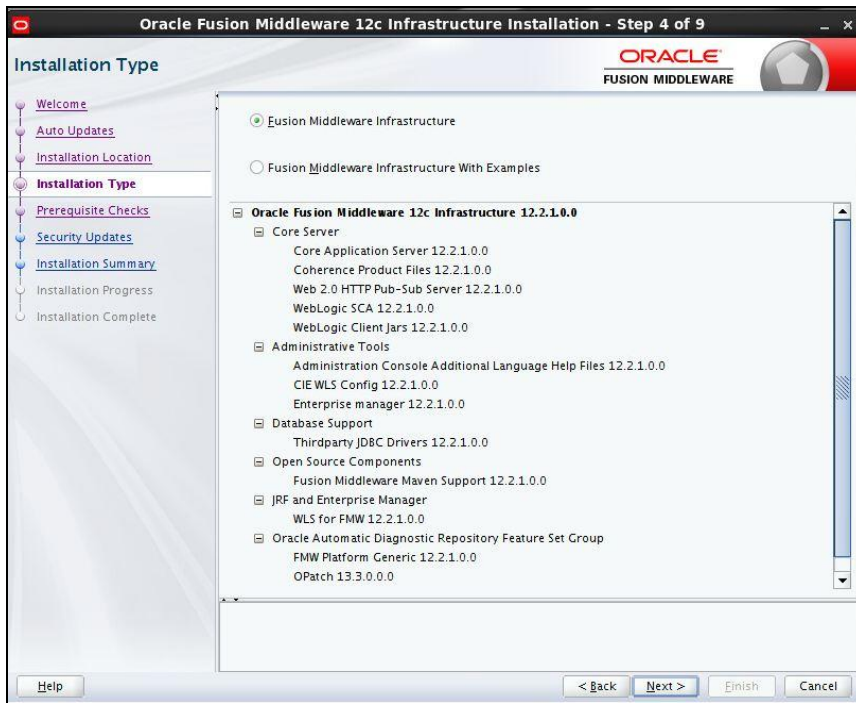 Oracle Fusion Middleware 12c Infrastructure Installation - Step 4 of 9
Installation Type
ORACLE
FUSION MIDDLEWARE
Welcome
Auto Updates
Installation Location
Installation Type
Prerequisite Checks
Security Updates
Installation Summary
Installation Progress
Installation Complete
Fusion Middleware Infrastructure
Fusion Middleware Infrastructure With Examples
Oracle Fusion Middleware 12c Infrastructure 12.2.1.0.0
Core Server
Core Application Server 12.2.1.0.0
Coherence Product Files 12.2.1.0.0
Web 2.0 HTTP Pub-Sub Server 12.2.1.0.0
WebLogic SCA 12.2.1.0.0
WebLogic Client Jars 12.2.1.0.0
Administrative Tools
Administration Console Additional Language Help Files 12.2.1.0.0
CIE WLS Config 12.2.1.0.0
Enterprise manager 12.2.1.0.0
Database Support
Thirdparty JDBC Drivers 12.2.1.0.0
Open Source Components
Fusion Middleware Maven Support 12.2.1.0.0
JRF and Enterprise Manager
WLS for FMW 12.2.1.0.0
Oracle Automatic Diagnostic Repository Feature Set Group
FMW Platform Generic 12.2.1.0.0
OPatch 13.3.0.0.0
Help
< Back
Next >
Finish
Cancel